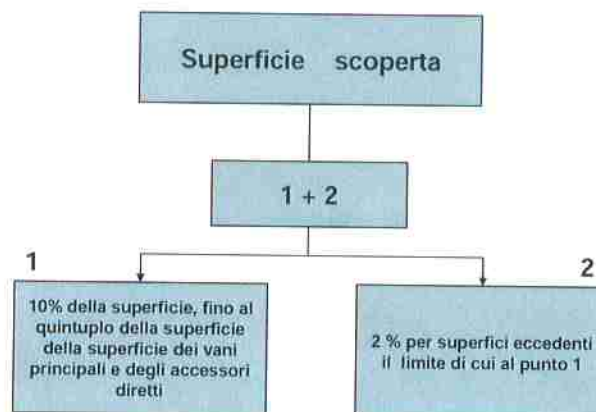 Superficie scoperta
1 + 2
1
2
10% della superficie, fino al
quintuplo della superficie
della superficie dei vani
principali e degli accessori
diretti
2 % per superfici eccedenti
il limite di cui al punto 1